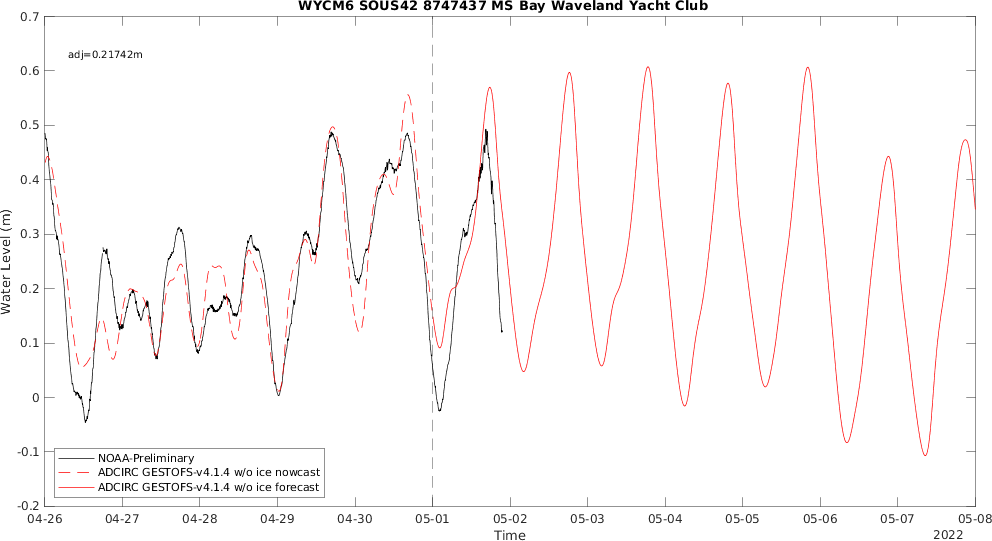 WYCM6 SOUS42 8747437 MS Bay Waveland Yacht Club
adj=0.21742m
Water Level (m)
0.7
0.6
0.5
0.4
0.3
0.2
0.1
0
-0.1
-0.2
NOAA-Preliminary
ADCIRC GESTOFS-v4.1.4 w/o ice nowcast
ADCIRC GESTOFS-v4.1.4 w/o ice forecast
04-26 04-27 04-28 04-29 04-30 05-01 05-02 05-03 05-04 05-05 05-06 05-07 05-08
Time
2022